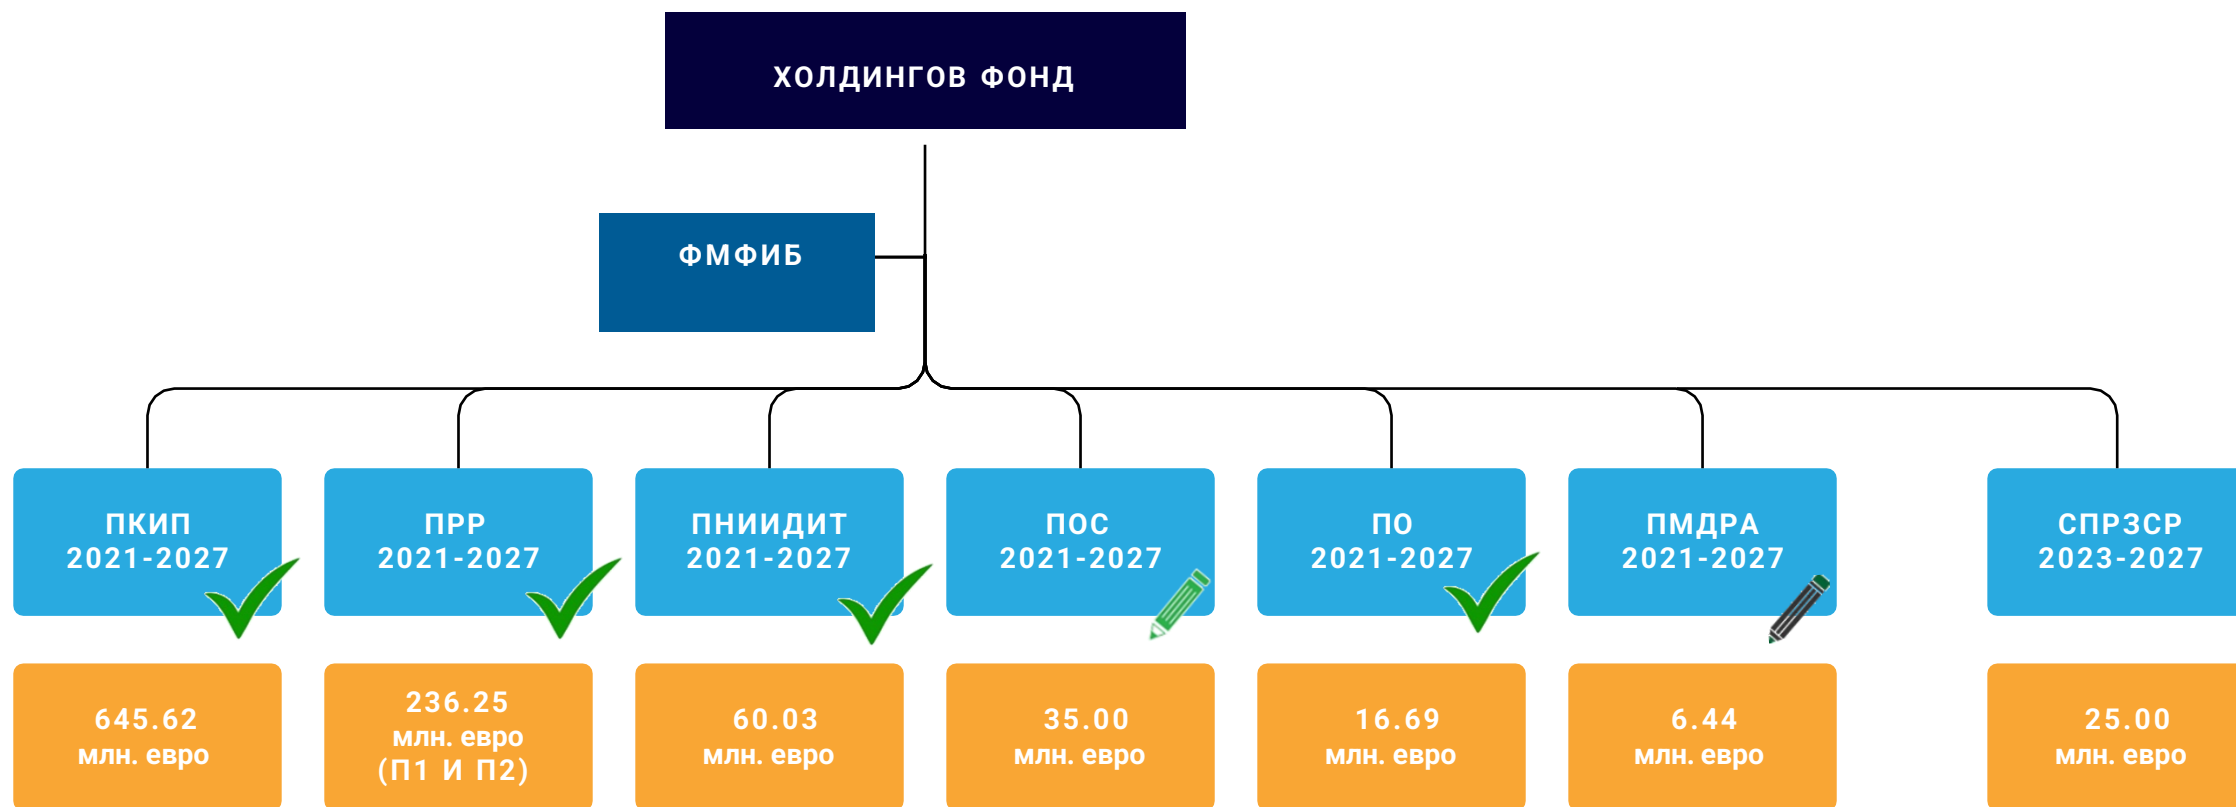 ХОЛДИНГОВ ФОНД
ФМФИБ
ПКИП
2021-2027
ПРР
2021-2027
ПНИИДИТ
2021-2027
ПОС
2021-2027
ПО
2021-2027
ПМДРА
2021-2027
СПРЗСР
2023-2027
645.62
млн. евро
236.25
млн. евро
(П1 И П2)
60.03
млн. евро
35.00
млн. евро
16.69
млн. евро
6.44
млн. евро
25.00
млн. евро